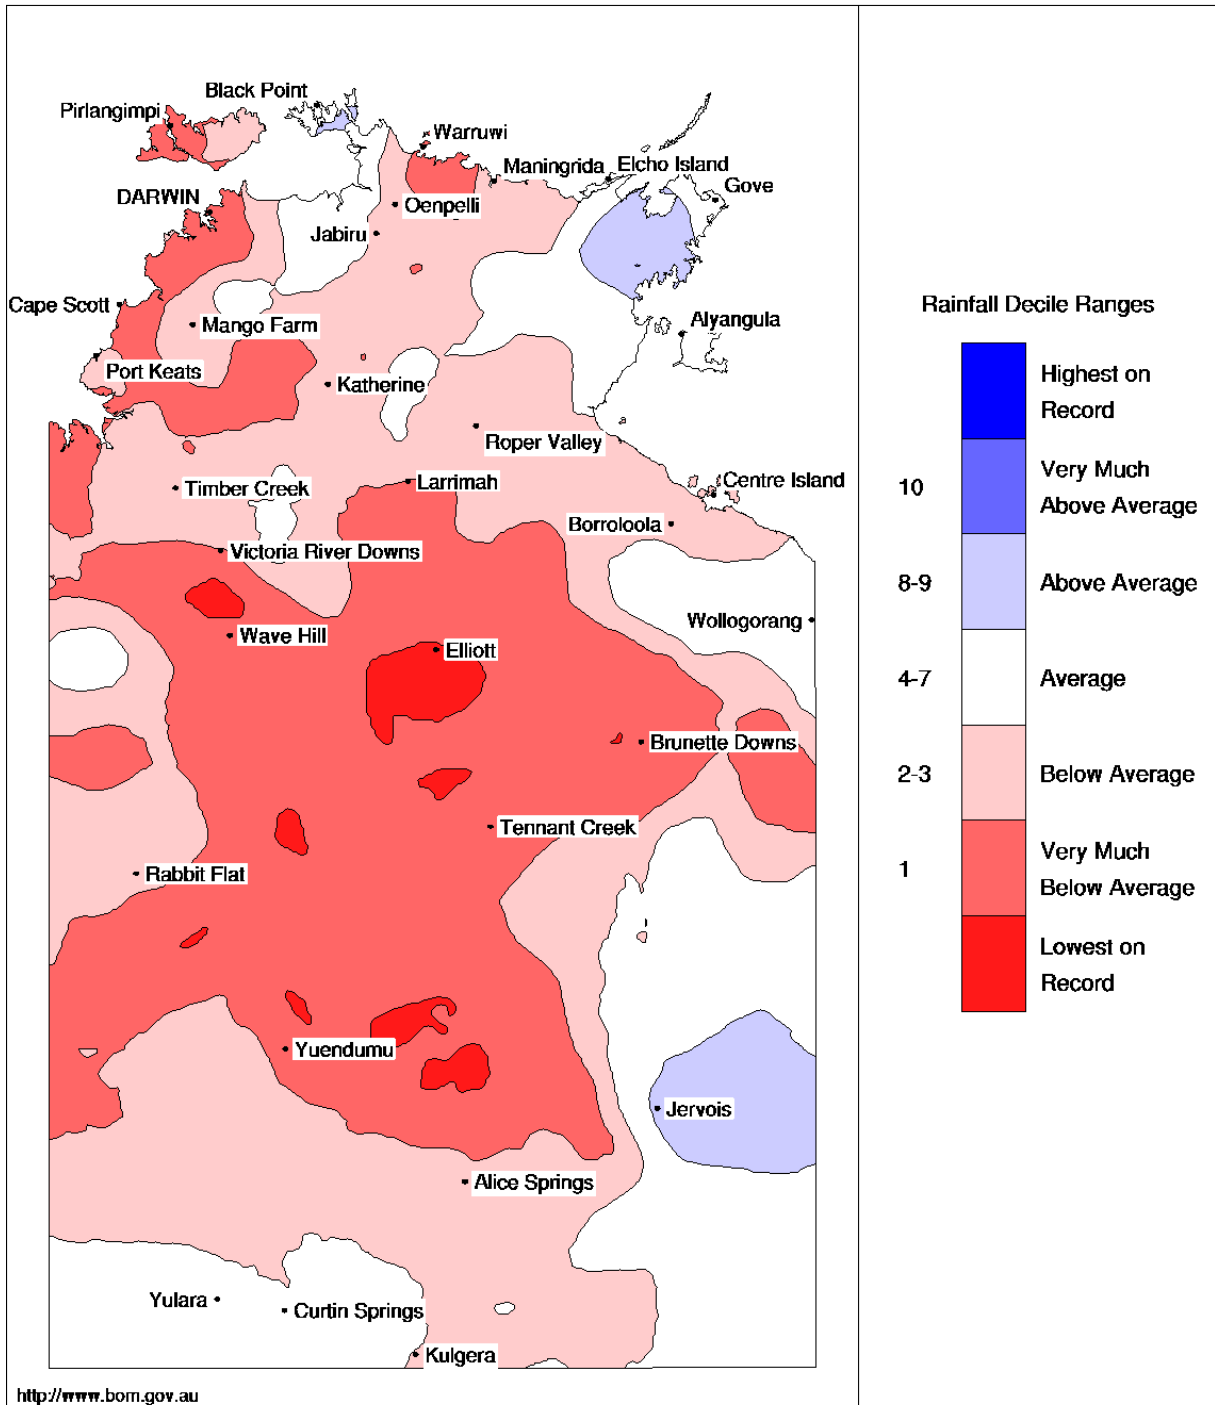 Black Point
Pirlangimpi
Warruwi
Maningrida
Elcho Island
Gove
DARWIN
Oenpelli
Jabiru
Cape Scott
Mango Farm
Alyangula
Port Keats
Katherine
Roper Valley
Timber Creek
Larrimah
Centre Island
Borroloola
Victoria River Downs
Wollogorang
Wave Hill
Elliott
Brunette Downs
Tennant Creek
Rabbit Flat
Yuendumu
Jervois
Alice Springs
Yulara
Curtin Springs
Kulgera
http://www.bom.gov.au
Rainfall Decile Ranges
Highest on
Record
10
Very Much
Above Average
8-9
Above Average
4-7
Average
2-3
Below Average
1
Very Much
Below Average
Lowest on
Record